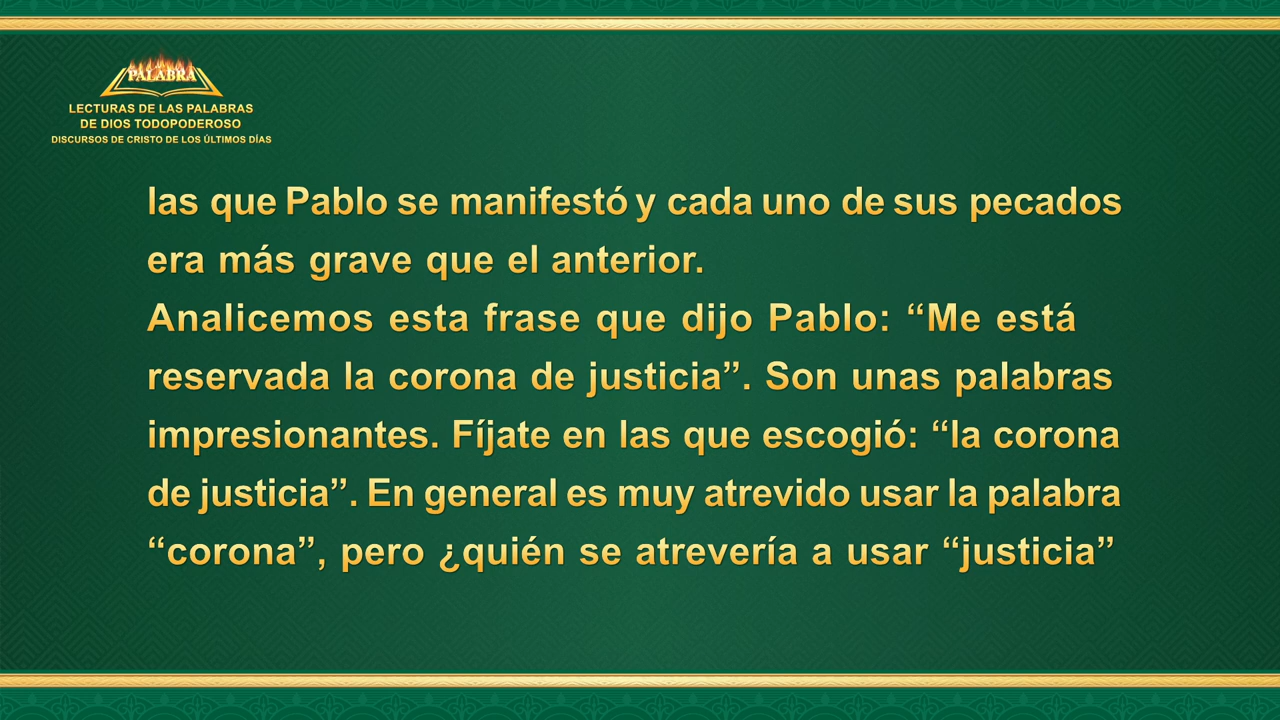 PALABRA
LECTURAS DE LAS PALABRAS
DE DIOS TODOPODEROSO
DISCURSOS DE CRISTO DE LOS ÚLTIMOS DÍAS
las que Pablo se manifestó y cada uno de sus pecados
era más grave que el anterior.
Analicemos esta frase que dijo Pablo: “Me está
reservada la corona de justicia”. Son unas palabras
impresionantes. Fíjate en las que escogió: “la corona
de justicia”. En general es muy atrevido usar la palabra
“corona”, pero ¿quién se atrevería a usar “justicia”